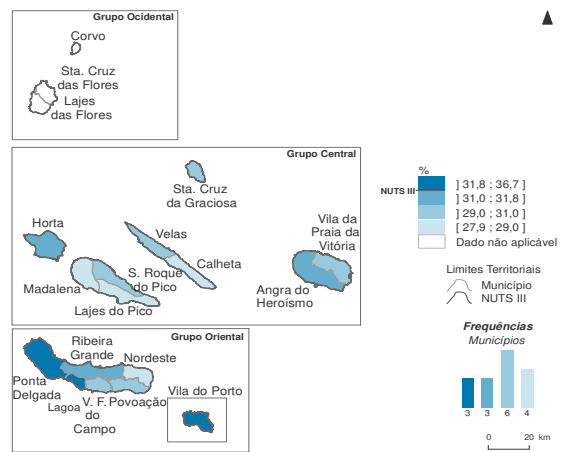 Grupo Ocidental
Corvo
Sta. Cruz
das Flores
Lajes
das Flores
Grupo Central
Sta. Cruz
da Graciosa
Horta
Velas
Vila da
Praia da
Vitória
Calheta
S. Roque
do Pico
Madalena
Lajes do Pico
Angra do
Heroísmo
Grupo Oriental
Ribeira
Grande
Nordeste
Ponta
Delgada
Lagoa
V. F.
do
Campo
Povoação
Vila do Porto
%
NUTS III
] 31,8 ; 36,7 ]
] 31,0 ; 31,8 ]
] 29,0 ; 31,0 ]
[ 27,9 ; 29,0 ]
Dado não aplicável
Limites Territoriais
Município
NUTS III
Frequências
Municípios
3 3 6 4
0 20 km